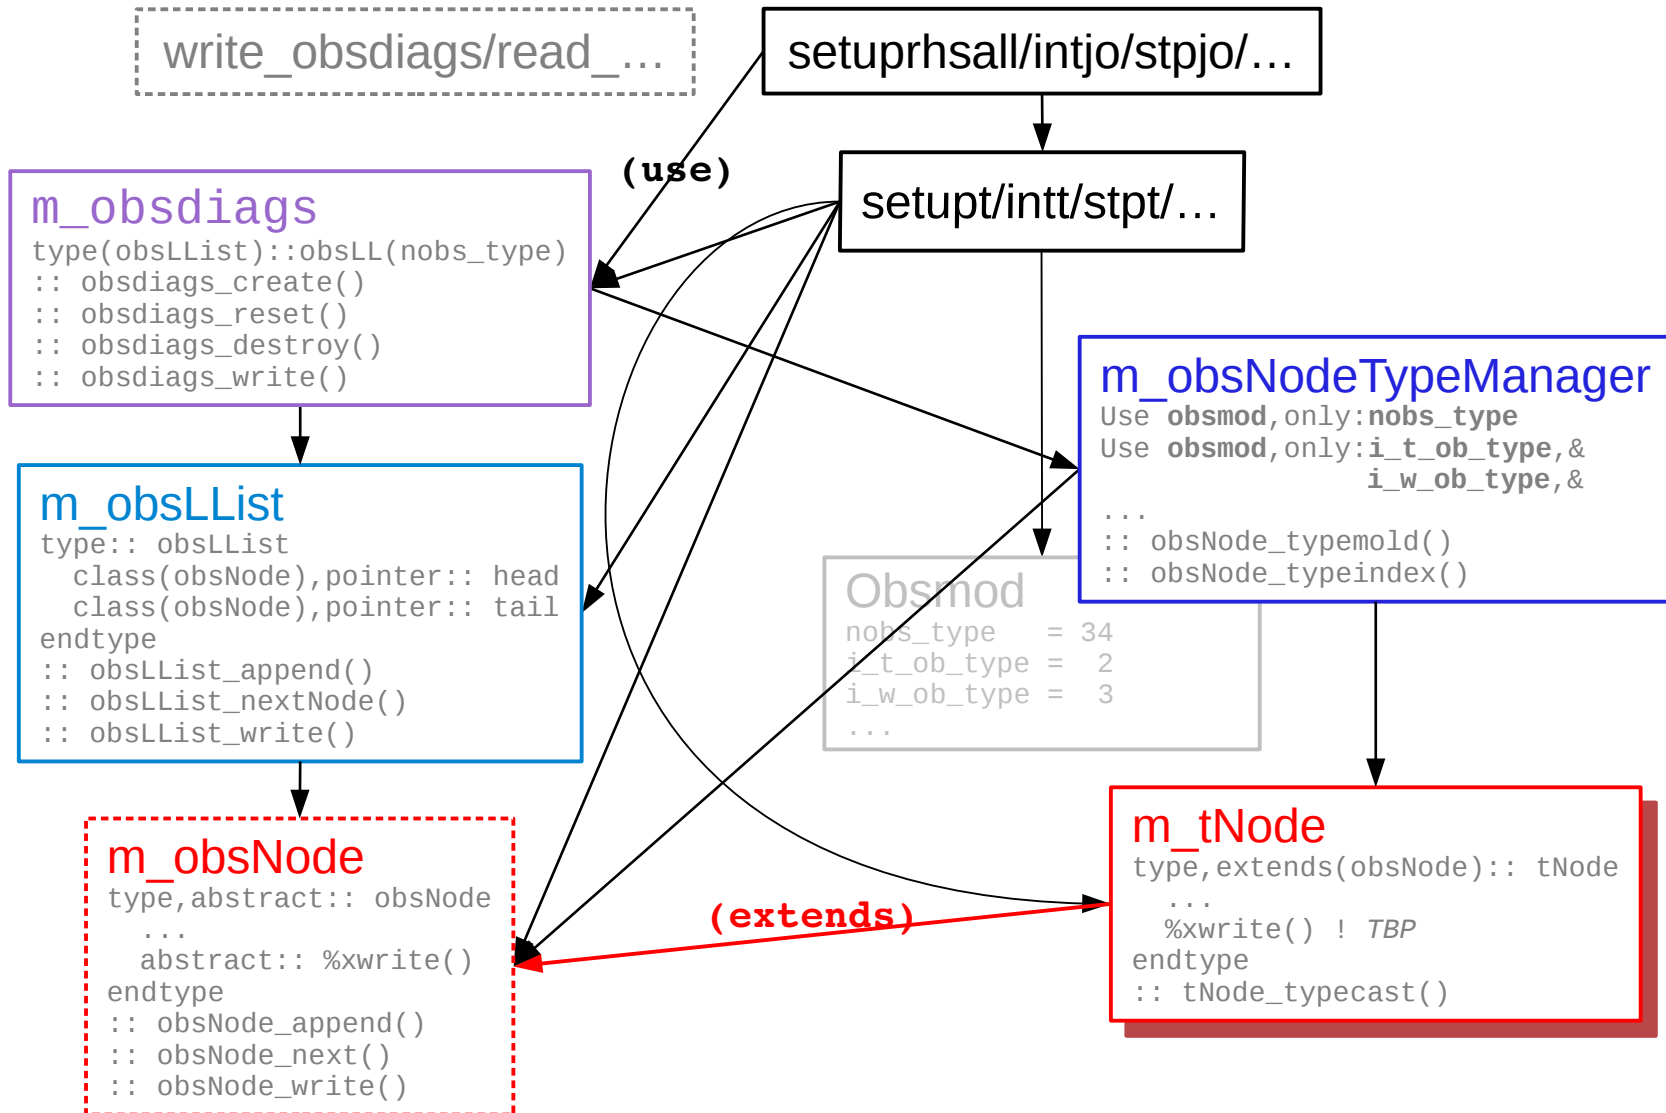 write_obsdiags/read_…
setuprhsall/intjo/stpjo/…
(use)
setupt/intt/stpt/…
m_obsdiags
type(obsLList)::obsLL(nobs_type)
:: obsdiags_create()
:: obsdiags_reset()
:: obsdiags_destroy()
:: obsdiags_write()
m_obsNodeTypeManager
Use obsmod,only:nobs_type
Use obsmod,only:i_t_ob_type,&
i_w_ob_type,&
...
:: obsNode_typemold()
:: obsNode_typeindex()
m_obsLList
type:: obsLList
class(obsNode),pointer:: head
class(obsNode),pointer:: tail
endtype
:: obsLList_append()
:: obsLList_nextNode()
:: obsLList_write()
Obsmod
nobs_type = 34
i_t_ob_type = 2
i_w_ob_type = 3
...
m_obsNode
type,abstract:: obsNode
...
abstract:: %xwrite()
endtype
:: obsNode_append()
:: obsNode_next()
:: obsNode_write()
(extends)
m_tNode
type,extends(obsNode):: tNode
...
%xwrite() ! TBP
endtype
:: tNode_typecast()